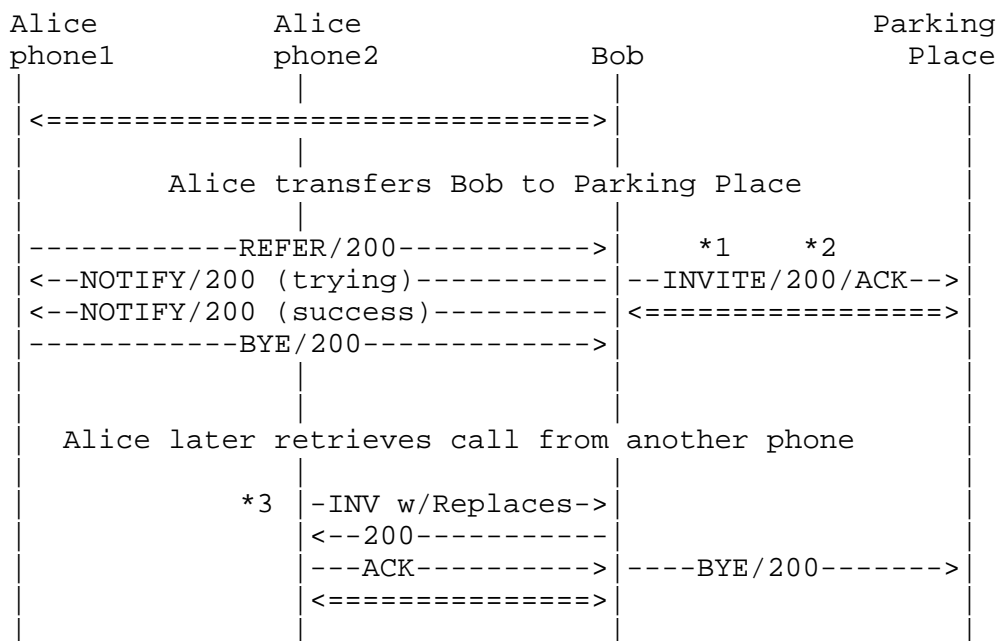 Alice Alice Parking
phone1 phone2 Bob Place
|<===============================>|
Alice transfers Bob to Parking Place
|------------REFER/200----------->| *1 *2
|<--NOTIFY/200 (trying)-----------|--INVITE/200/ACK-->|
|<--NOTIFY/200 (success)----------|<=================>|
|------------BYE/200------------->|
Alice later retrieves call from another phone
*3 |-INV w/Replaces->|
|<--200-----------|
|---ACK---------->|----BYE/200------->|
|<===============>|